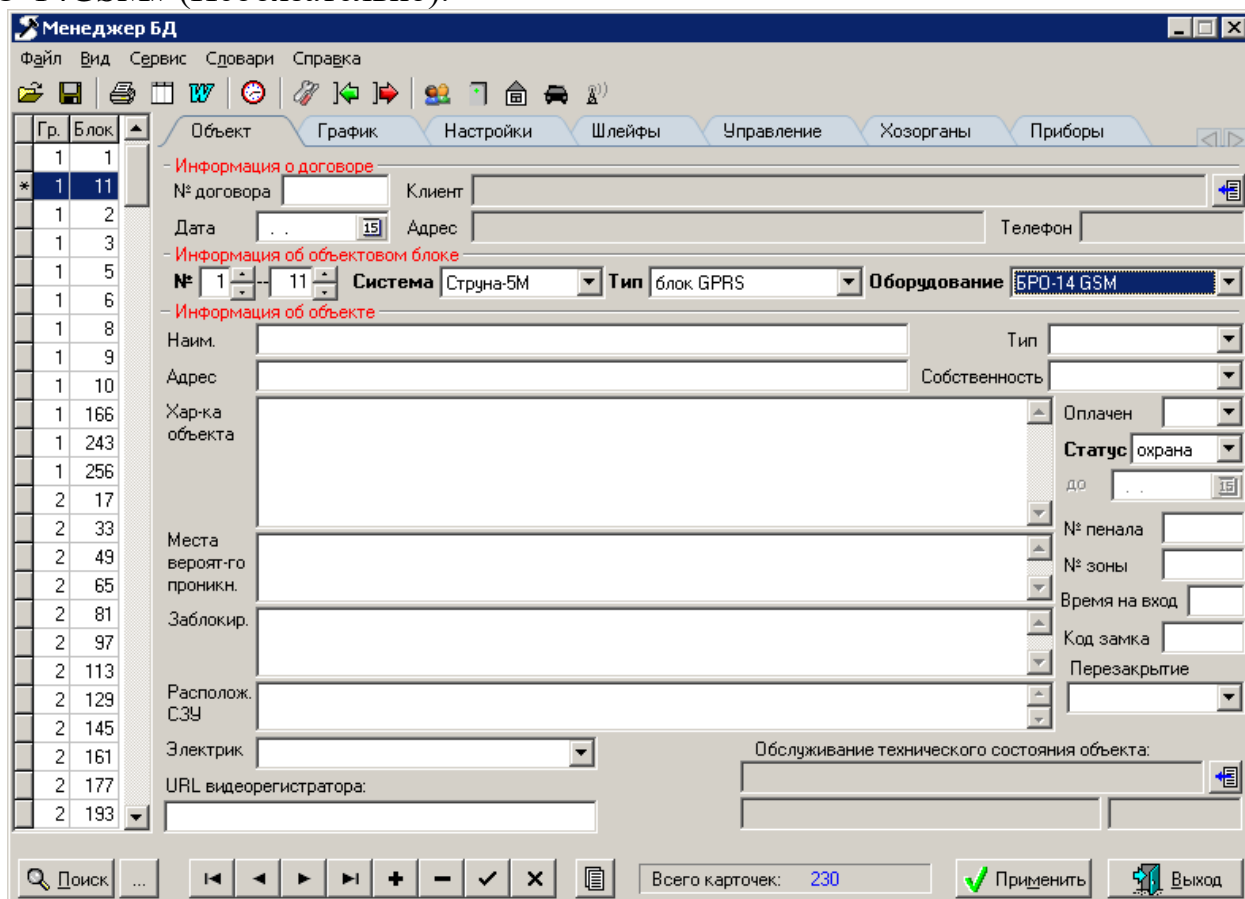 Менеджер БД
Файл Вид Сервис Словари Справка
Гр. Блок
Объект График Настройки Шлейфы Управление Хозорганы Приборы
1 1
* 1 11
1 2
1 3
1 5
1 6
1 8
1 9
1 10
1 166
1 243
1 256
2 17
2 33
2 49
2 65
2 81
2 97
2 113
2 129
2 145
2 161
2 177
2 193
Информация о договоре
№ договора Клиент
Дата . . 15 Адрес Телефон
Информация об объектовом блоке
№ 1 -- 11 Система Струна-5М Тип блок GPRS Оборудование БРО-14 GSM
Информация об объекте
Наим. Тип
Адрес Собственность
Хар-ка
объекта
Оплачен
Статус охрана
до . . 15
№ пенала
Места
вероят-го
проникн.
№ зоны
Время на вход
Заблокир.
Код замка
Перезакрытие
Располож.
СЗУ
Электрик
Обслуживание технического состояния объекта:
URL видеорегистратора:
Поиск ... Всего карточек: 230 Применить Выход